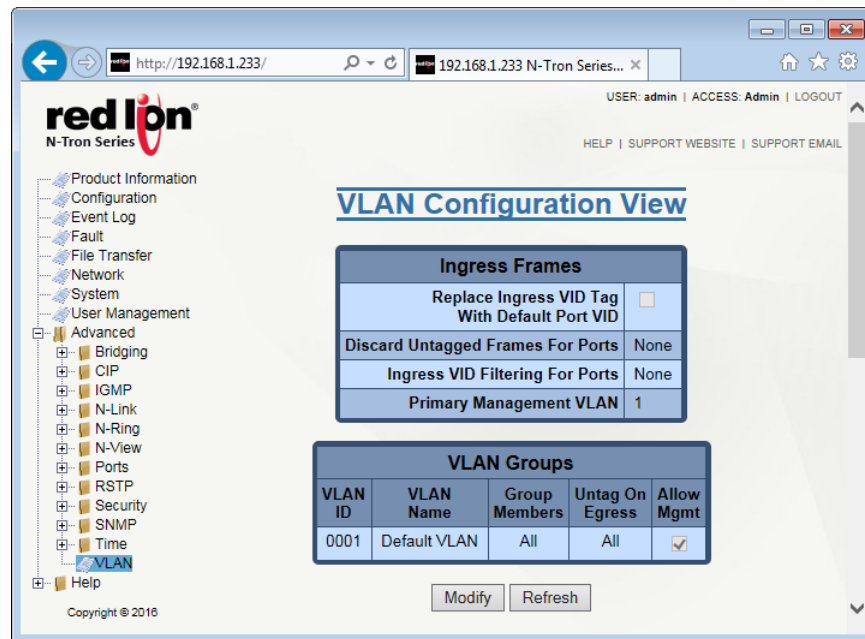 http://192.168.1.233/
192.168.1.233 N-Tron Series...
USER: admin | ACCESS: Admin | LOGOUT
red lion®
N-Tron Series
HELP | SUPPORT WEBSITE | SUPPORT EMAIL
Product Information
Configuration
Event Log
Fault
File Transfer
Network
System
User Management
Advanced
Bridging
CIP
IGMP
N-Link
N-Ring
N-View
Ports
RSTP
Security
SNMP
Time
VLAN
Help
Copyright © 2016
VLAN Configuration View
Ingress Frames
Replace Ingress VID Tag
With Default Port VID
Discard Untagged Frames For Ports None
Ingress VID Filtering For Ports None
Primary Management VLAN 1
VLAN Groups
VLAN ID VLAN Name Group Members Untag On Egress Allow Mgmt
0001 Default VLAN All All
Modify Refresh